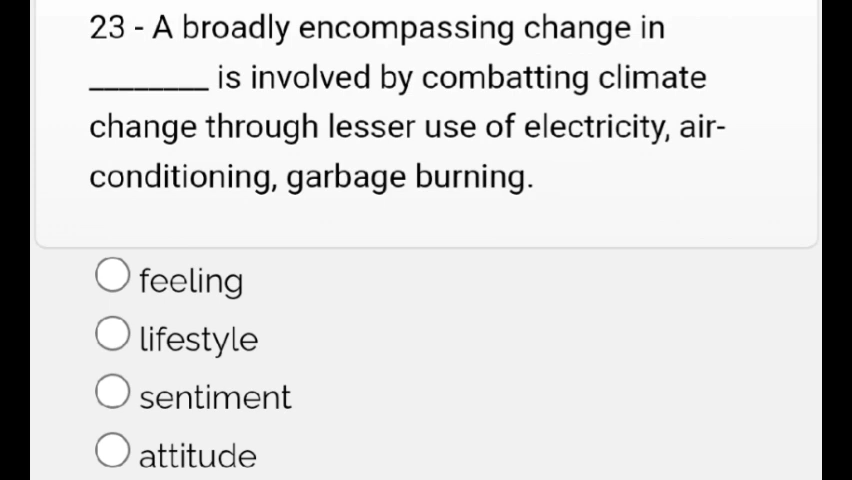 23 - A broadly encompassing change in
________ is involved by combatting climate
change through lesser use of electricity, air-
conditioning, garbage burning.
feeling
lifestyle
sentiment
attitude